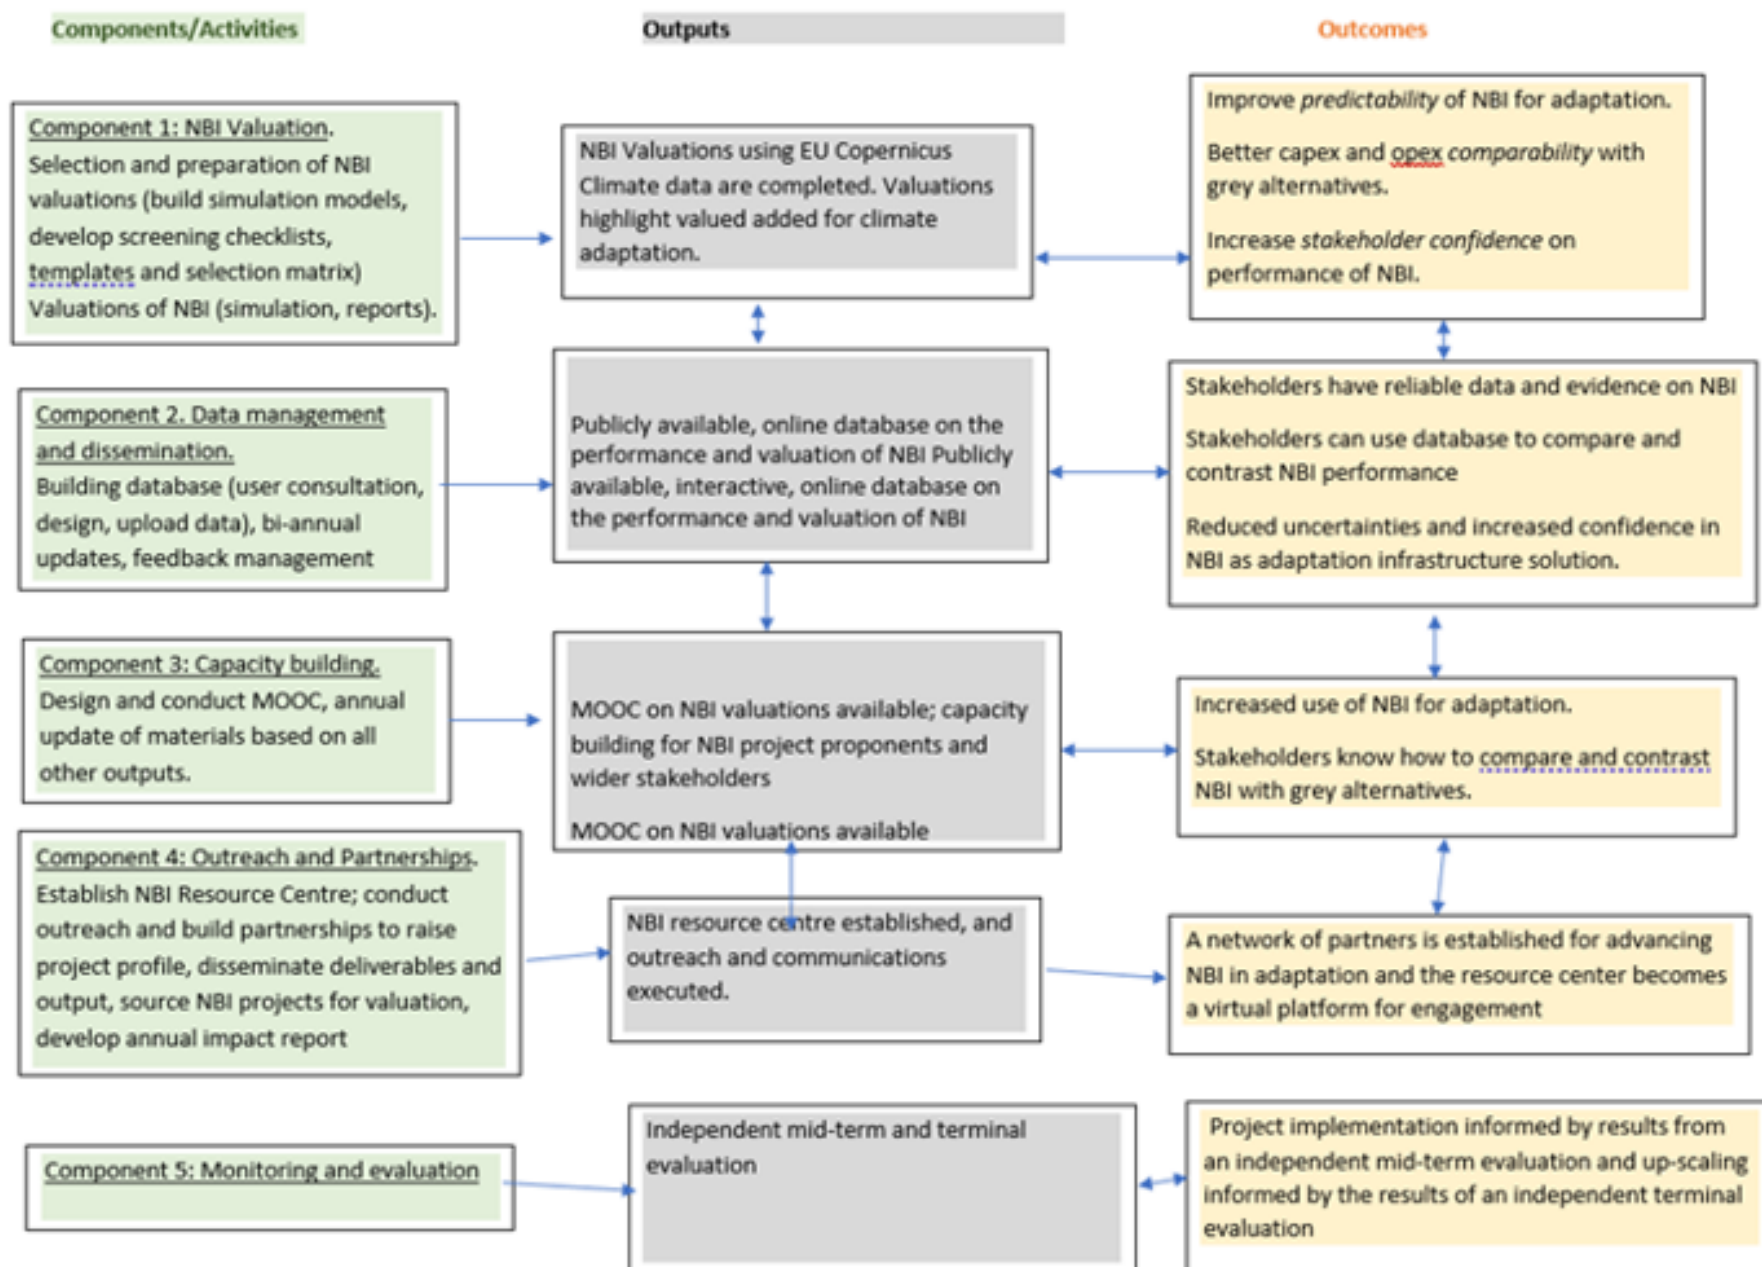 Components/Activities
Outputs
Outcomes
Component 1: NBI Valuation.
Selection and preparation of NBI
valuations (build simulation models,
develop screening checklists,
templates and selection matrix)
Valuations of NBI (simulation, reports).
NBI Valuations using EU Copernicus
Climate data are completed. Valuations
highlight valued added for climate
adaptation.
Improve predictability of NBI for adaptation.
Better capex and opex comparability with
grey alternatives.
Increase stakeholder confidence on
performance of NBI.
Component 2. Data management
and dissemination.
Building database (user consultation,
design, upload data), bi-annual
updates, feedback management
Publicly available, online database on the
performance and valuation of NBI Publicly
available, interactive, online database on
the performance and valuation of NBI
Stakeholders have reliable data and evidence on NBI
Stakeholders can use database to compare and
contrast NBI performance
Reduced uncertainties and increased confidence in
NBI as adaptation infrastructure solution.
Component 3: Capacity building.
Design and conduct MOOC, annual
update of materials based on all
other outputs.
MOOC on NBI valuations available; capacity
building for NBI project proponents and
wider stakeholders
MOOC on NBI valuations available
Increased use of NBI for adaptation.
Stakeholders know how to compare and contrast
NBI with grey alternatives.
Component 4: Outreach and Partnerships.
Establish NBI Resource Centre; conduct
outreach and build partnerships to raise
project profile, disseminate deliverables and
output, source NBI projects for valuation,
develop annual impact report
NBI resource centre established, and
outreach and communications
executed.
A network of partners is established for advancing
NBI in adaptation and the resource center becomes
a virtual platform for engagement
Component 5: Monitoring and evaluation
Independent mid-term and terminal
evaluation
Project implementation informed by results from
an independent mid-term evaluation and up-scaling
informed by the results of an independent terminal
evaluation